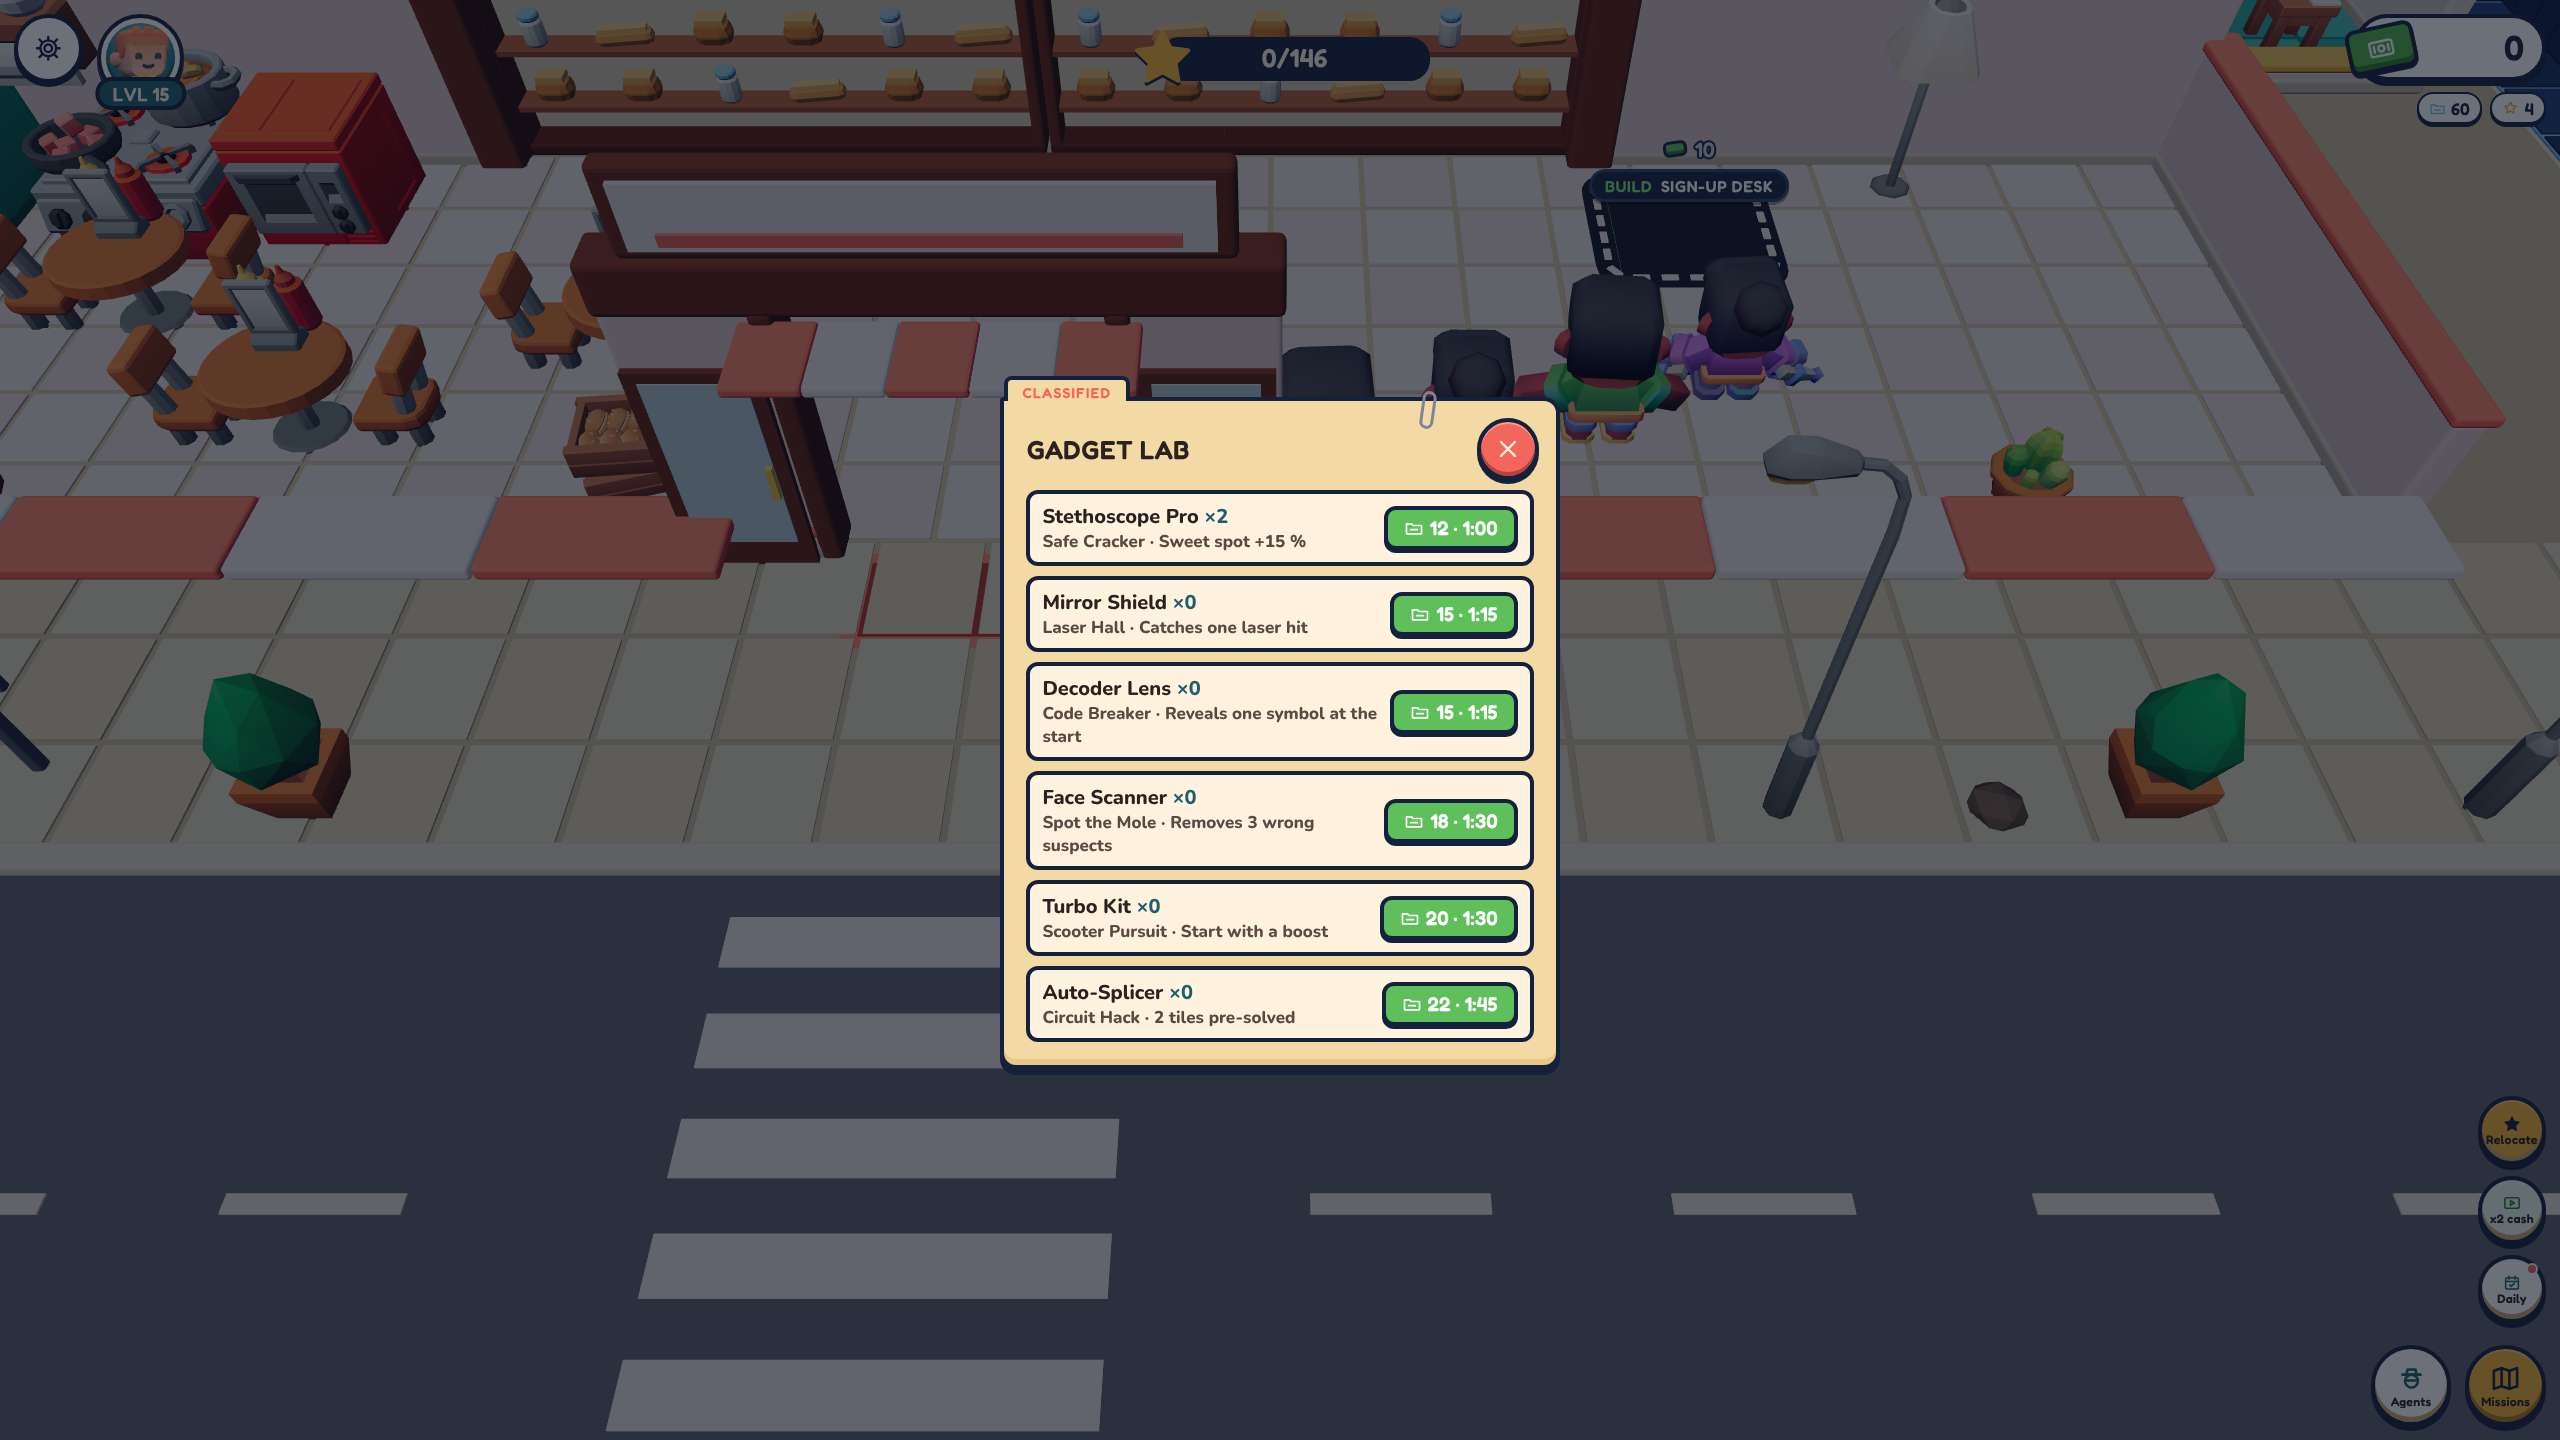 LVL 15
0/146
0
60
4
10
BUILD SIGN-UP DESK
CLASSIFIED
GADGET LAB
Stethoscope Pro ×2
Safe Cracker · Sweet spot +15 %
12 · 1:00
Mirror Shield ×0
Laser Hall · Catches one laser hit
15 · 1:15
Decoder Lens ×0
Code Breaker · Reveals one symbol at the
start
15 · 1:15
Face Scanner ×0
Spot the Mole · Removes 3 wrong
suspects
18 · 1:30
Turbo Kit ×0
Scooter Pursuit · Start with a boost
20 · 1:30
Auto-Splicer ×0
Circuit Hack · 2 tiles pre-solved
22 · 1:45
Relocate
x2 cash
Daily
Agents
Missions